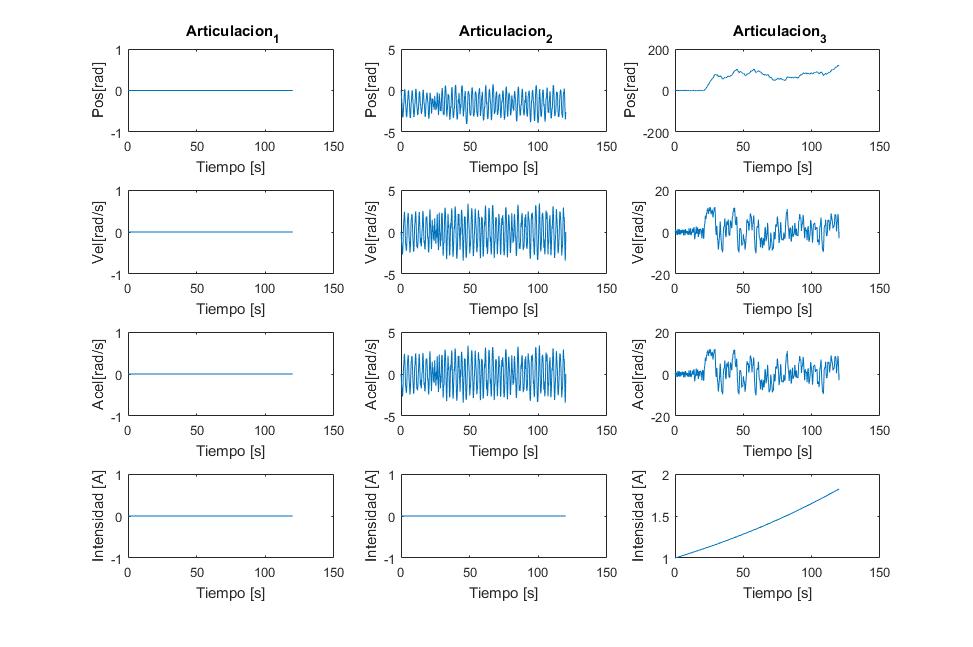 Articulacion1 Articulacion2 Articulacion3
1 5 200
Pos[rad] 0 Pos[rad] 0 Pos[rad] 0
-1 -5 -200
0 50 100 150 0 50 100 150 0 50 100 150
Tiempo [s] Tiempo [s] Tiempo [s]
1 5 20
Vel[rad/s] 0 Vel[rad/s] 0 Vel[rad/s] 0
-1 -5 -20
0 50 100 150 0 50 100 150 0 50 100 150
Tiempo [s] Tiempo [s] Tiempo [s]
1 5 20
Acel[rad/s] 0 Acel[rad/s] 0 Acel[rad/s] 0
-1 -5 -20
0 50 100 150 0 50 100 150 0 50 100 150
Tiempo [s] Tiempo [s] Tiempo [s]
1 1 2
Intensidad [A] 0 Intensidad [A] 0 Intensidad [A] 1.5
-1 -1 1
0 50 100 150 0 50 100 150 0 50 100 150
Tiempo [s] Tiempo [s] Tiempo [s]